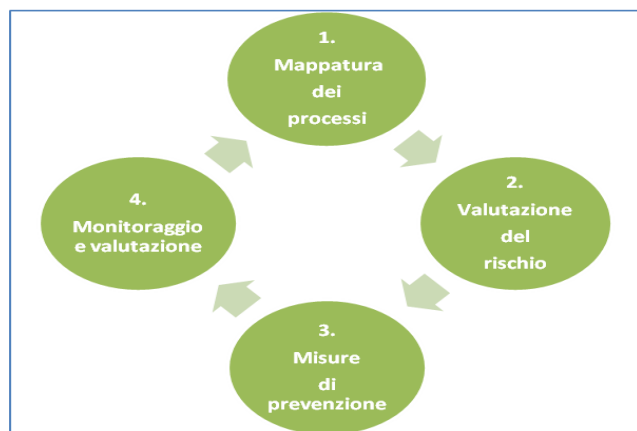 1.
Mappatura
dei
processi
2.
Valutazione
del
rischio
3.
Misure
di
prevenzione
4.
Monitoraggio
e valutazione